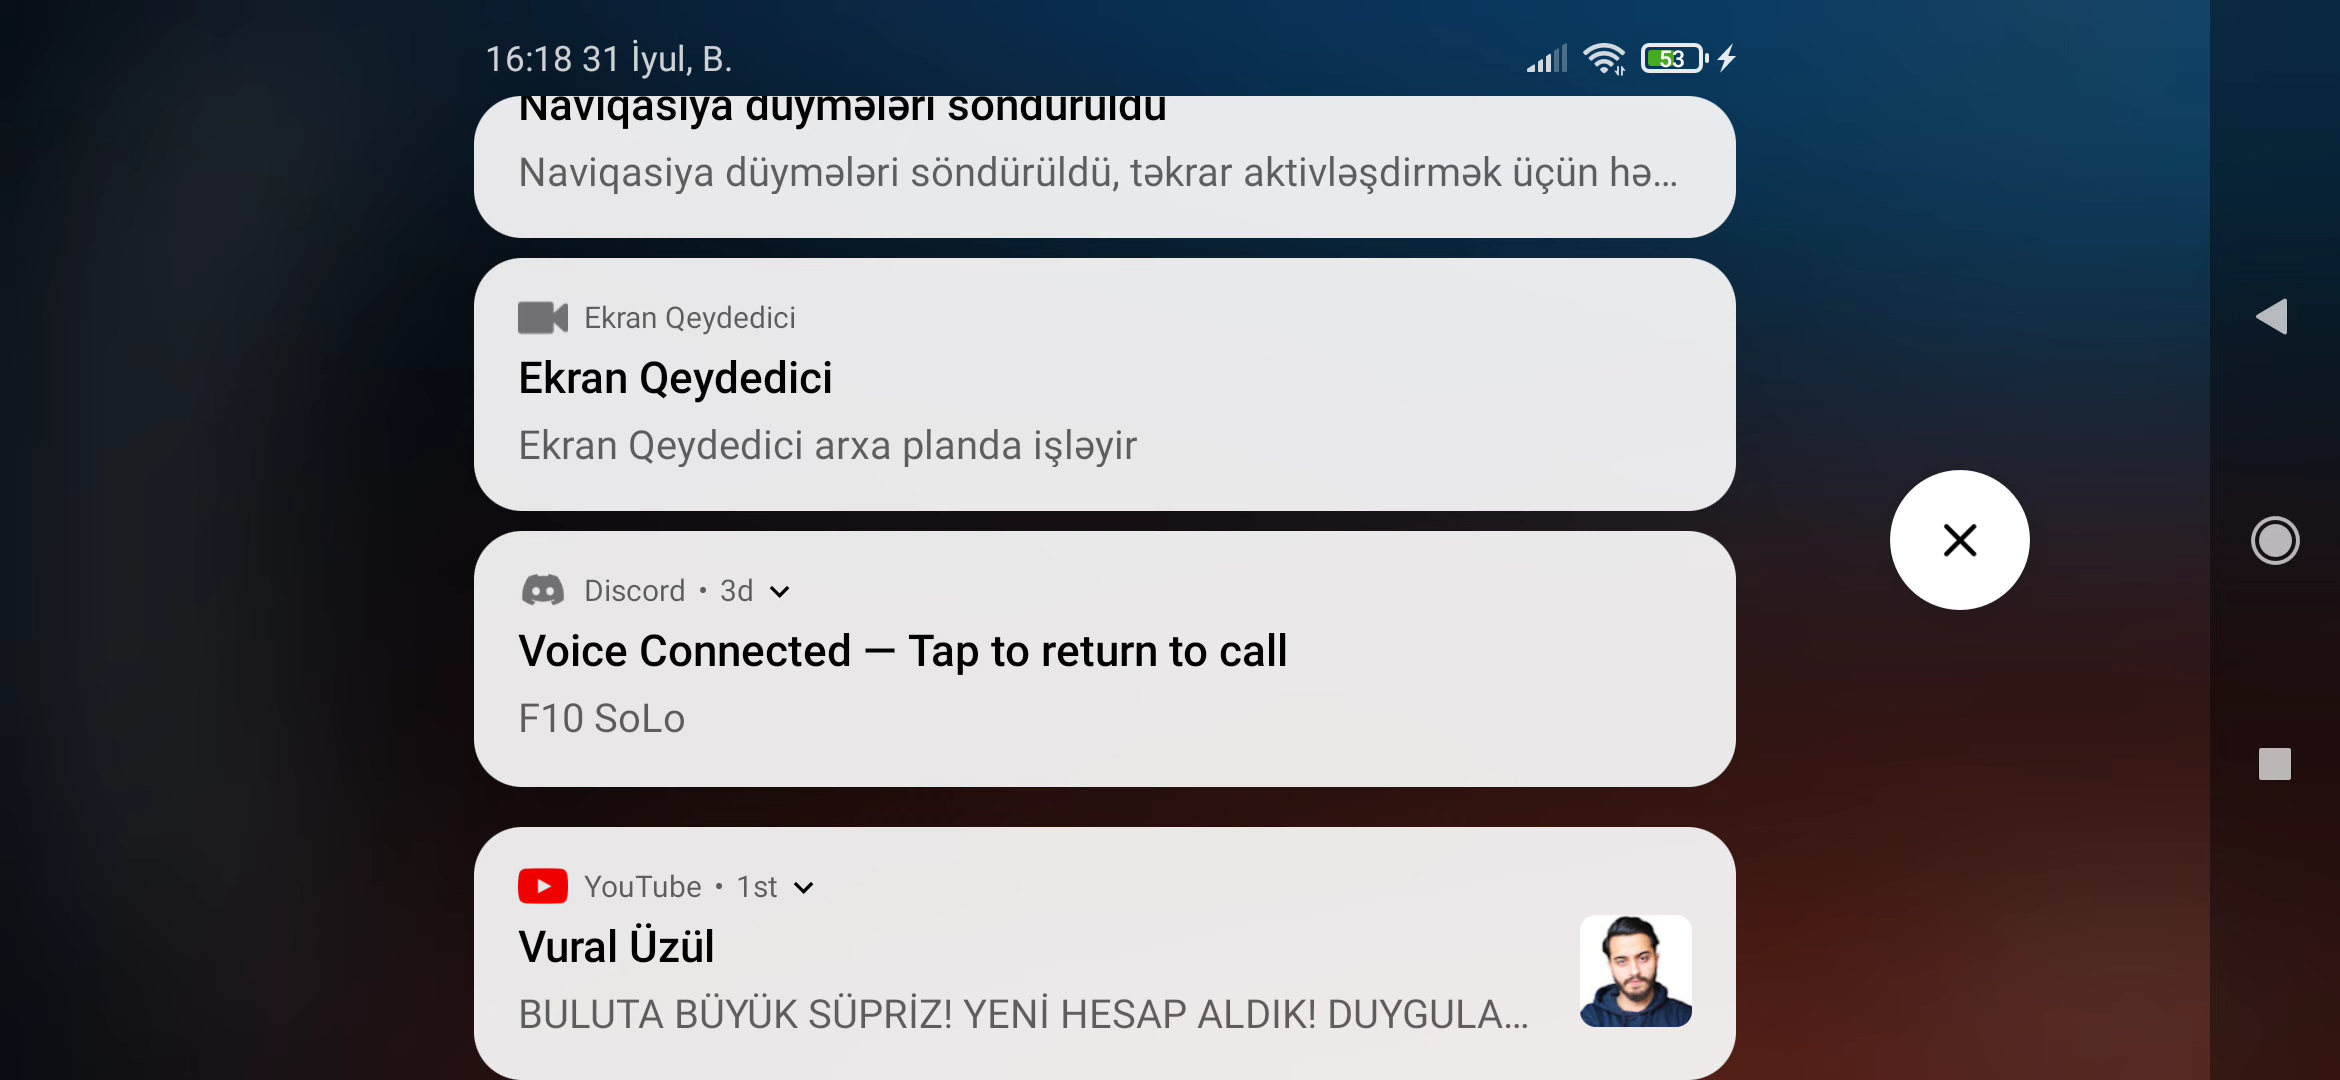 16:18 31 İyul, B.
53
Naviqasiya düymələri söndürüldü
Naviqasiya düymələri söndürüldü, təkrar aktivləşdirmək üçün hə...
Ekran Qeydedici
Ekran Qeydedici
Ekran Qeydedici arxa planda işləyir
Discord • 3d
Voice Connected — Tap to return to call
F10 SoLo
YouTube • 1st
Vural Üzül
BULUTA BÜYÜK SÜPRİZ! YENİ HESAP ALDIK! DUYGULA...